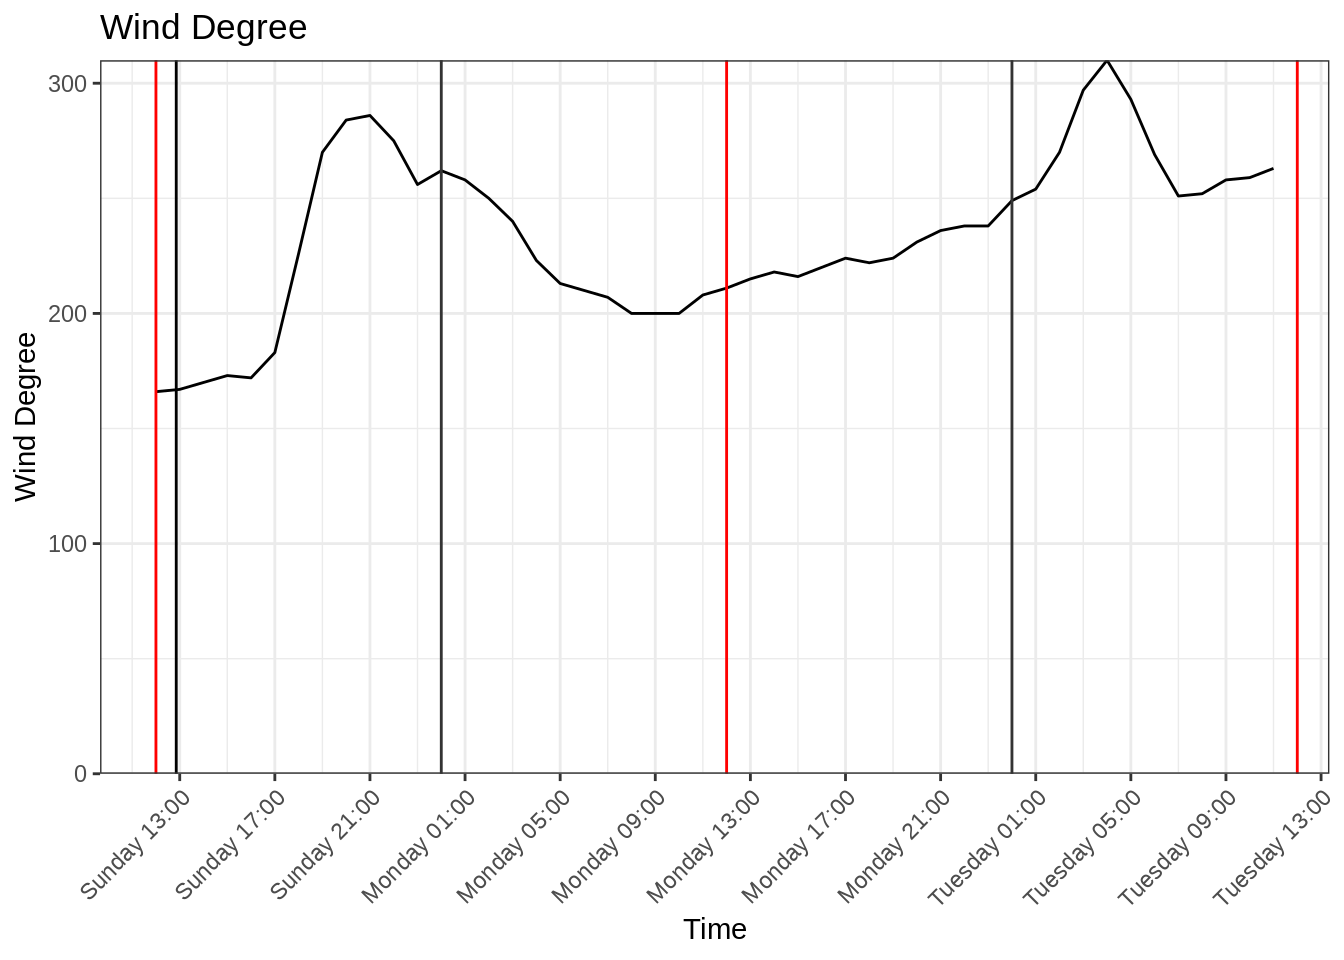 Wind Degree
300
200
100
0
Wind Degree
Sunday 13:00
Sunday 17:00
Sunday 21:00
Monday 01:00
Monday 05:00
Monday 09:00
Monday 13:00
Monday 17:00
Monday 21:00
Tuesday 01:00
Tuesday 05:00
Tuesday 09:00
Tuesday 13:00
Time